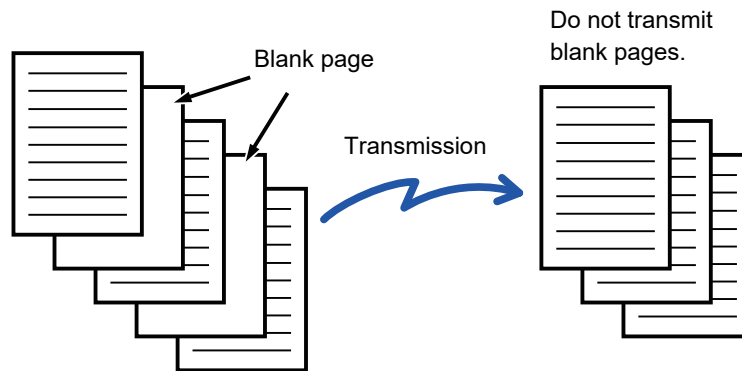 Blank page
Transmission
Do not transmit
blank pages.